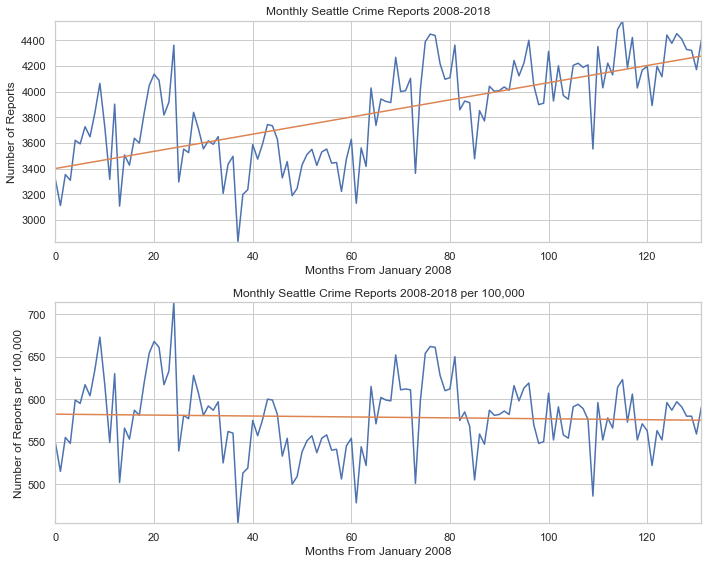 Monthly Seattle Crime Reports 2008-2018
4400
4200
4000
3800
3600
3400
3200
3000
Number of Reports
0 20 40 60 80 100 120
Months From January 2008
Monthly Seattle Crime Reports 2008-2018 per 100,000
700
650
600
550
500
Number of Reports per 100,000
0 20 40 60 80 100 120
Months From January 2008